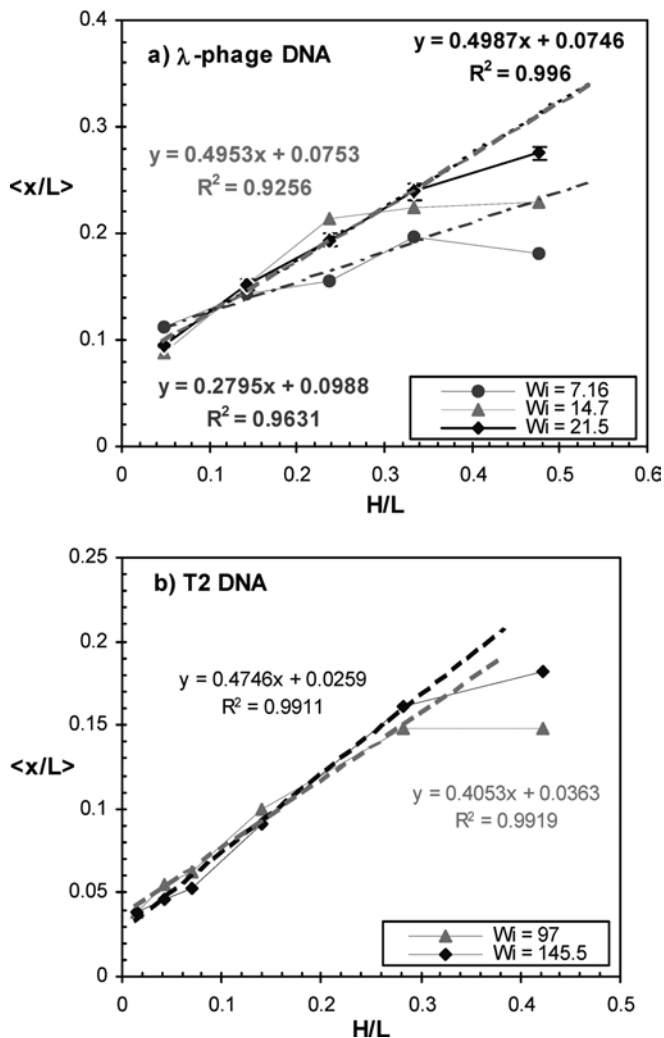 a) λ-phage DNA
y = 0.4987x + 0.0746
R² = 0.996
y = 0.4953x + 0.0753
R² = 0.9256
y = 0.2795x + 0.0988
R² = 0.9631
Wi = 7.16
Wi = 14.7
Wi = 21.5
<x/L>
0.4
0.3
0.2
0.1
0
0 0.1 0.2 0.3 0.4 0.5 0.6
H/L
b) T2 DNA
y = 0.4746x + 0.0259
R² = 0.9911
y = 0.4053x + 0.0363
R² = 0.9919
Wi = 97
Wi = 145.5
<x/L>
0.25
0.2
0.15
0.1
0.05
0
0 0.1 0.2 0.3 0.4 0.5
H/L